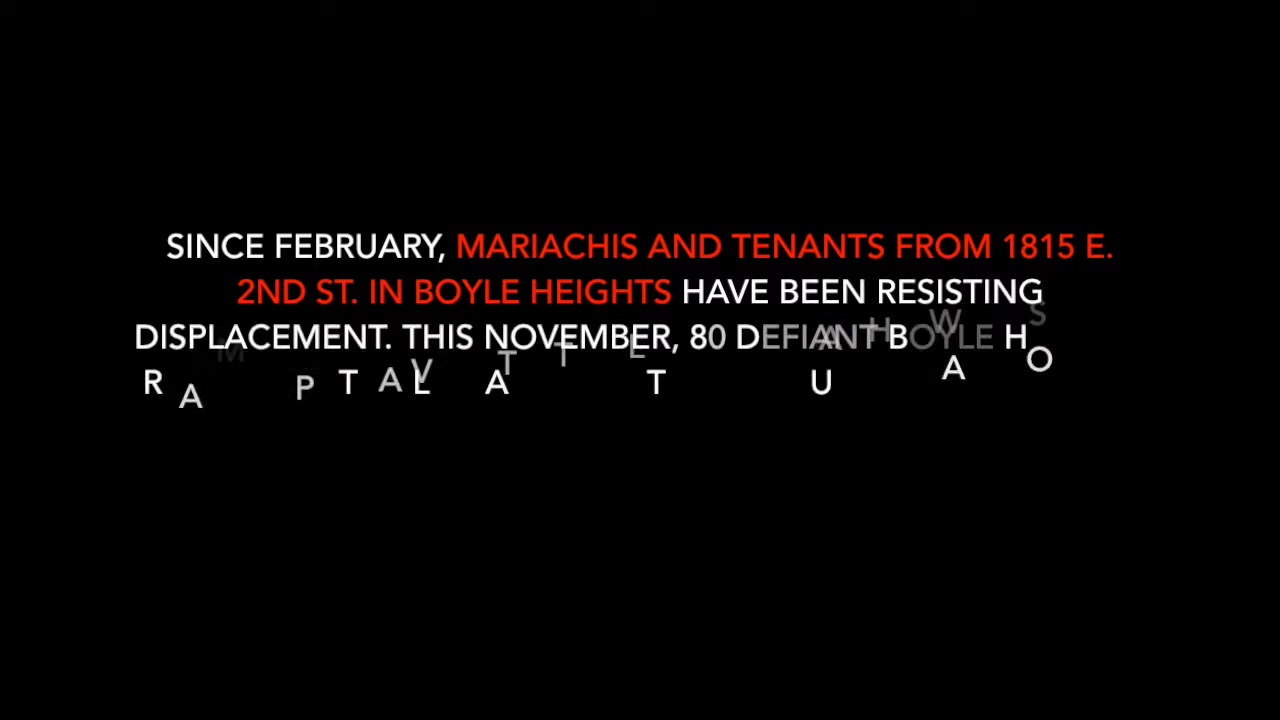 SINCE FEBRUARY, MARIACHIS AND TENANTS FROM 1815 E.
2ND ST. IN BOYLE HEIGHTS HAVE BEEN RESISTING
DISPLACEMENT. THIS NOVEMBER, 80 DEFIANT BOYLE